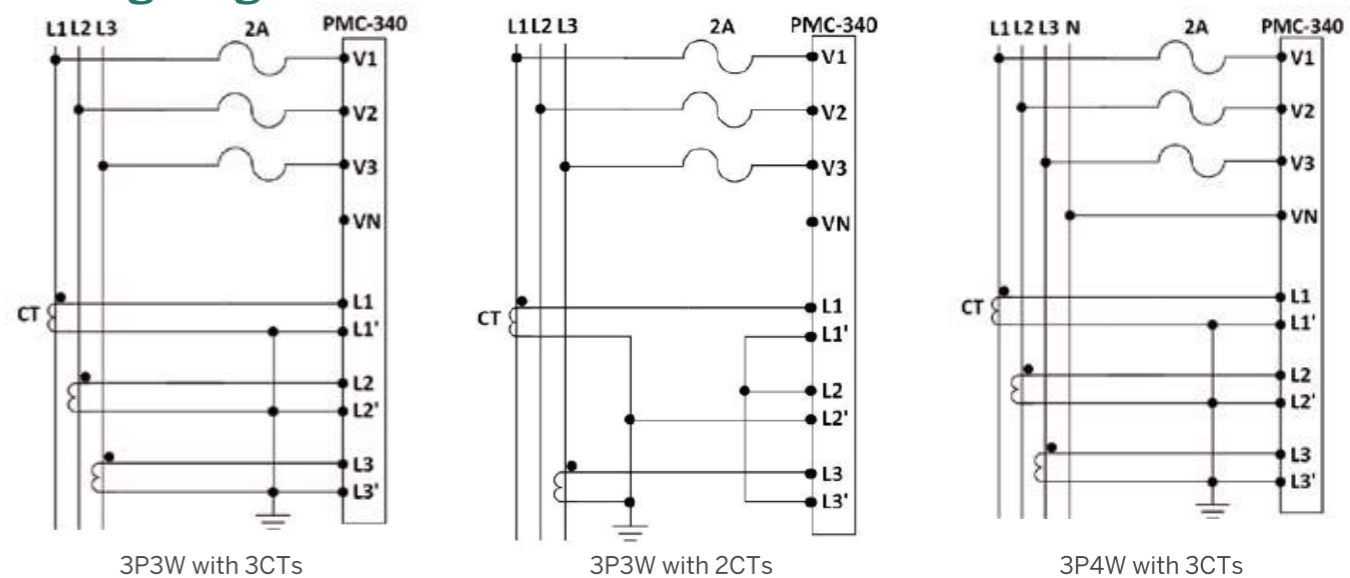 L1 L2 L3 2A PMC-340
V1
V2
V3
VN
CT
L1
L1'
L2
L2'
L3
L3'
3P3W with 3CTs
L1 L2 L3 2A PMC-340
V1
V2
V3
VN
CT
L1
L1'
L2
L2'
L3
L3'
3P3W with 2CTs
L1 L2 L3 N 2A PMC-340
V1
V2
V3
VN
CT
L1
L1'
L2
L2'
L3
L3'
3P4W with 3CTs